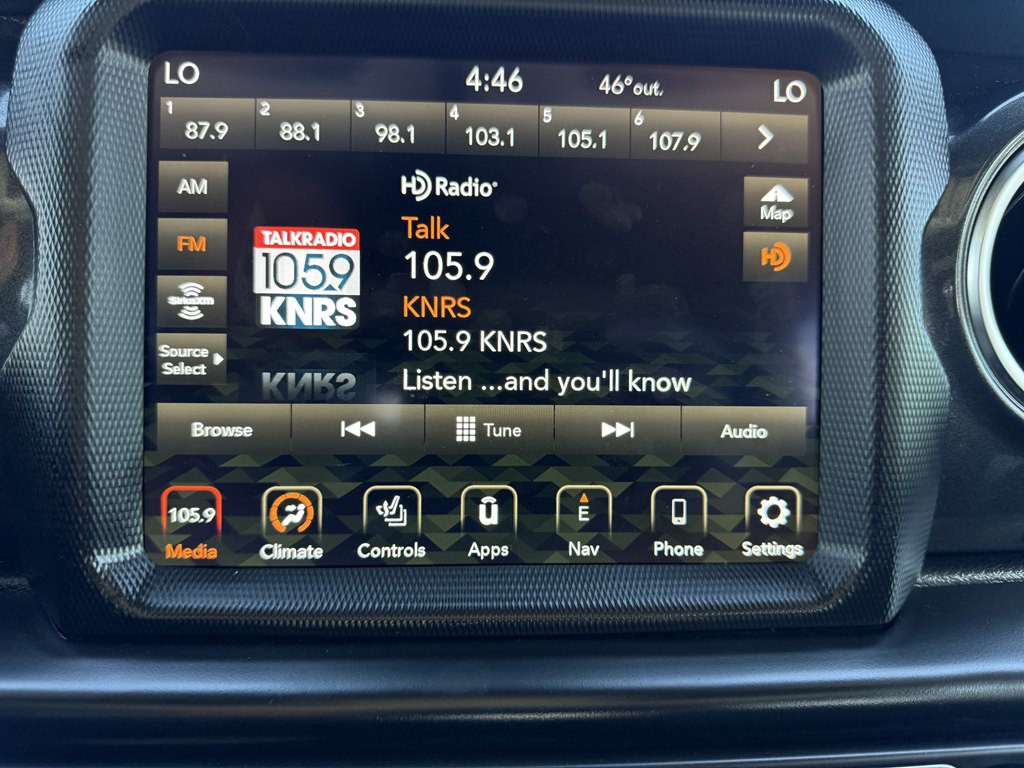 LO 4:46 46° out. LO
1 87.9 2 88.1 3 98.1 4 103.1 5 105.1 6 107.9
AM
FM
SiriusXM
Source
Select
HD Radio
TALKRADIO
105.9
KNRS
Talk
105.9
KNRS
105.9 KNRS
Listen ...and you'll know
Map
HD
Browse Tune Audio
105.9 E
Media Climate Controls Apps Nav Phone Settings